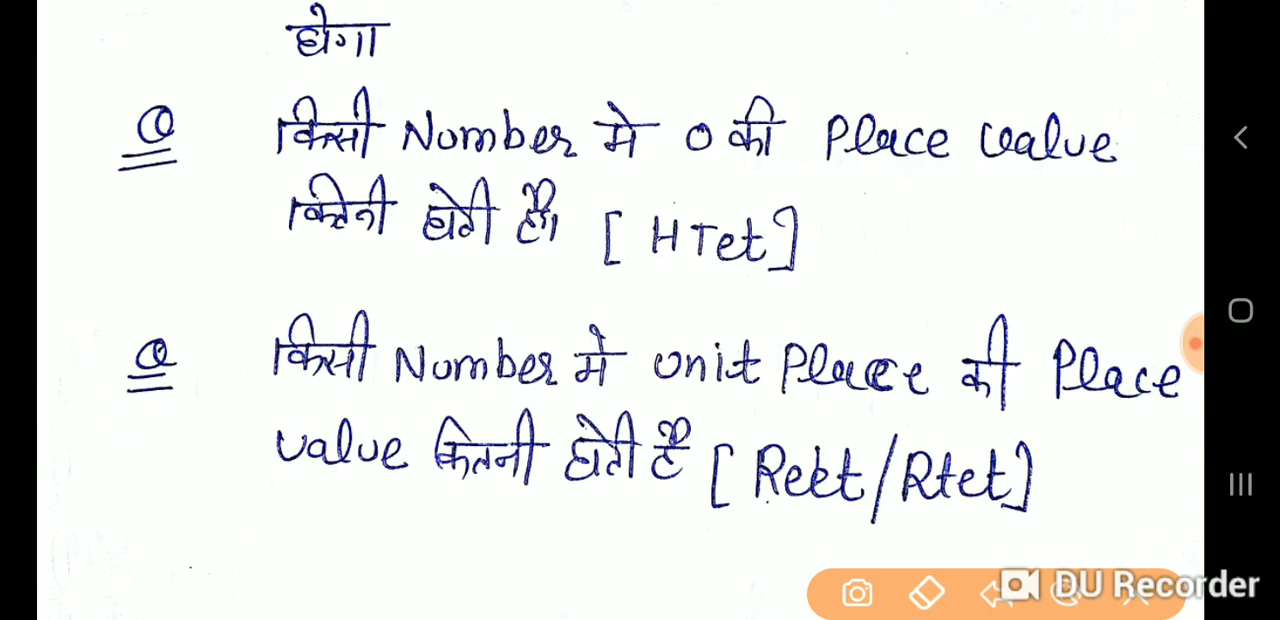 होगा
Q किसी Number मे 0 की Place value
कितनी होती है। [HTet]
Q किसी Number मे unit Place की Place
value कितनी होती है [Reet/Rtet]
DU Recorder